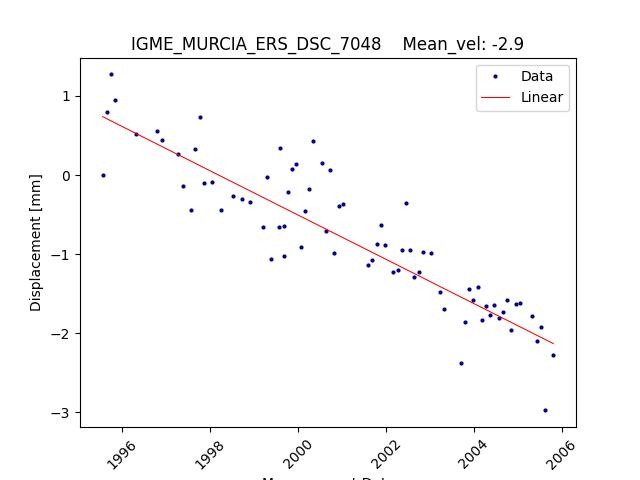 IGME_MURCIA_ERS_DSC_7048 Mean_vel: -2.9
Data
Linear
Displacement [mm]
1
0
−1
−2
−3
1996
1998
2000
2002
2004
2006